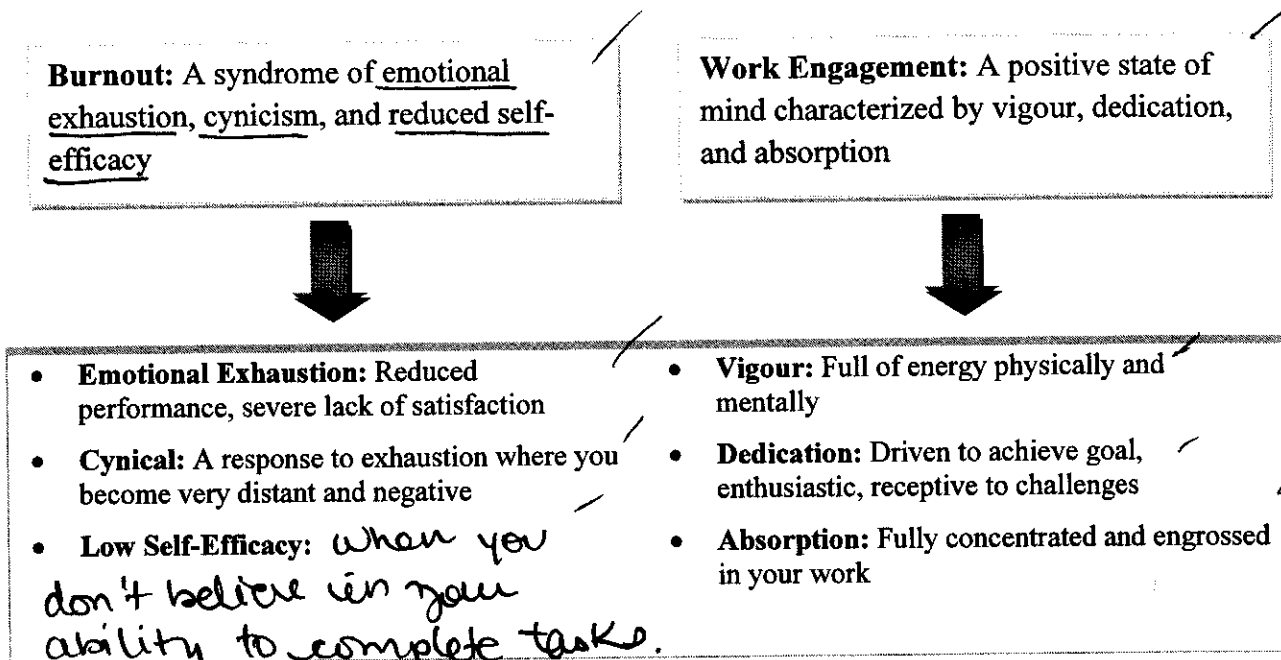 Burnout: A syndrome of emotional
exhaustion, cynicism, and reduced self-
efficacy
Work Engagement: A positive state of
mind characterized by vigour, dedication,
and absorption
• Emotional Exhaustion: Reduced
performance, severe lack of satisfaction
• Cynical: A response to exhaustion where you
become very distant and negative
• Low Self-Efficacy: When you
don't believe in your
ability to complete tasks.
• Vigour: Full of energy physically and
mentally
• Dedication: Driven to achieve goal,
enthusiastic, receptive to challenges
• Absorption: Fully concentrated and engrossed
in your work